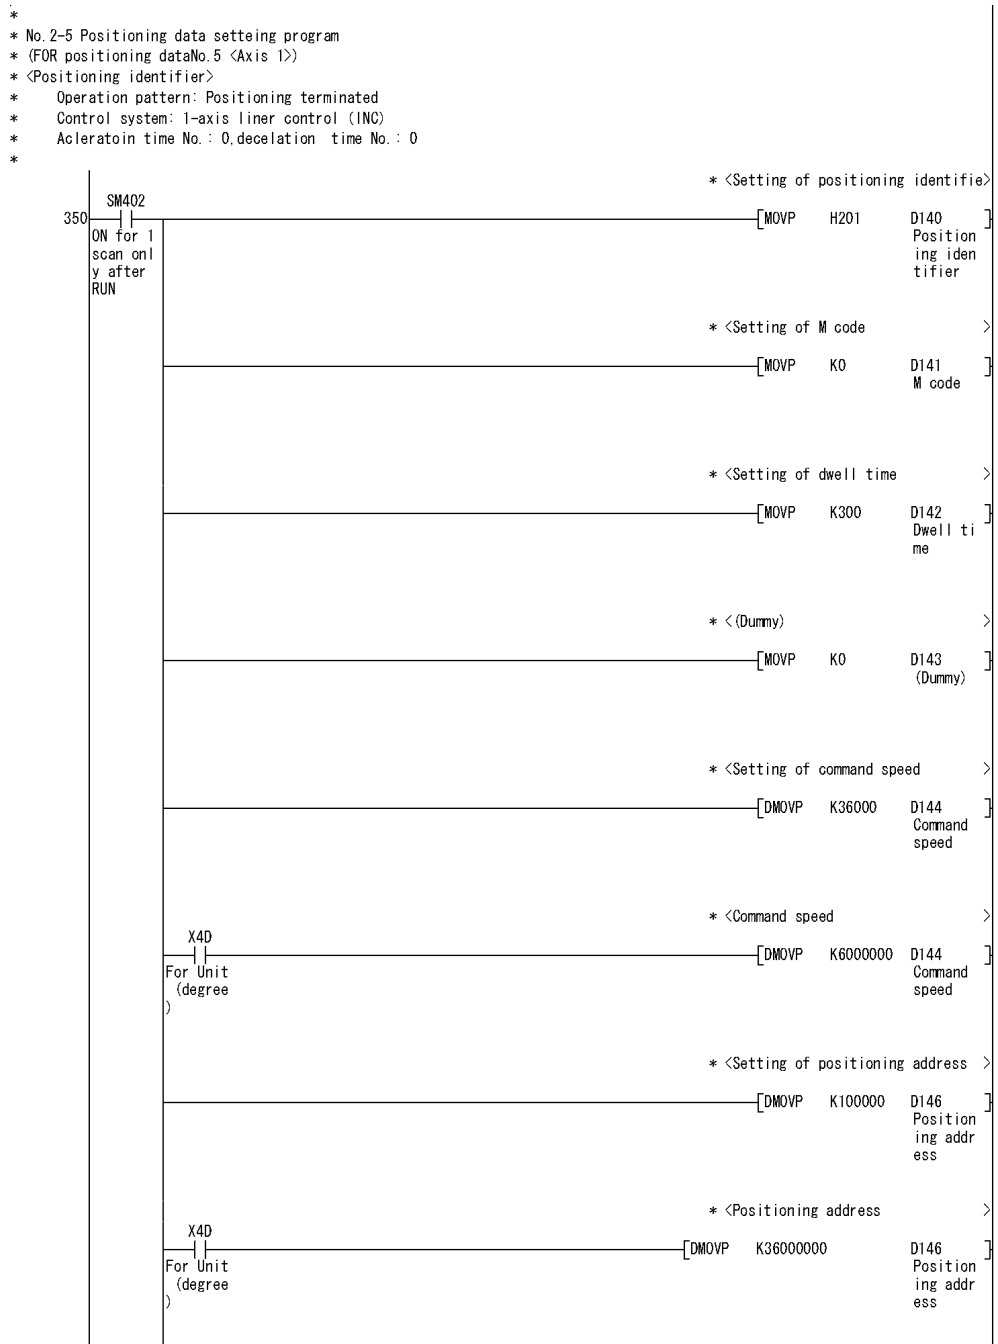 *
* No.2-5 Positioning data setteing program
* (FOR positioning dataNo.5 <Axis 1>)
* <Positioning identifier>
* Operation pattern: Positioning terminated
* Control system: 1-axis liner control (INC)
* Acleratoin time No.: 0,decelation time No.: 0
*
* <Setting of positioning identifie>
SM402
350
[MOVP H201 D140 ]
ON for 1
scan onl
y after
RUN
Position
ing iden
tifier
* <Setting of M code >
[MOVP K0 D141 ]
M code
* <Setting of dwell time >
[MOVP K300 D142 ]
Dwell ti
me
* <(Dummy) >
[MOVP K0 D143 ]
(Dummy)
* <Setting of command speed >
[DMOVP K36000 D144 ]
Command
speed
* <Command speed >
X4D
[DMOVP K6000000 D144 ]
For Unit
(degree
)
Command
speed
* <Setting of positioning address >
[DMOVP K100000 D146 ]
Position
ing addr
ess
* <Positioning address >
X4D
[DMOVP K36000000 D146 ]
For Unit
(degree
)
Position
ing addr
ess